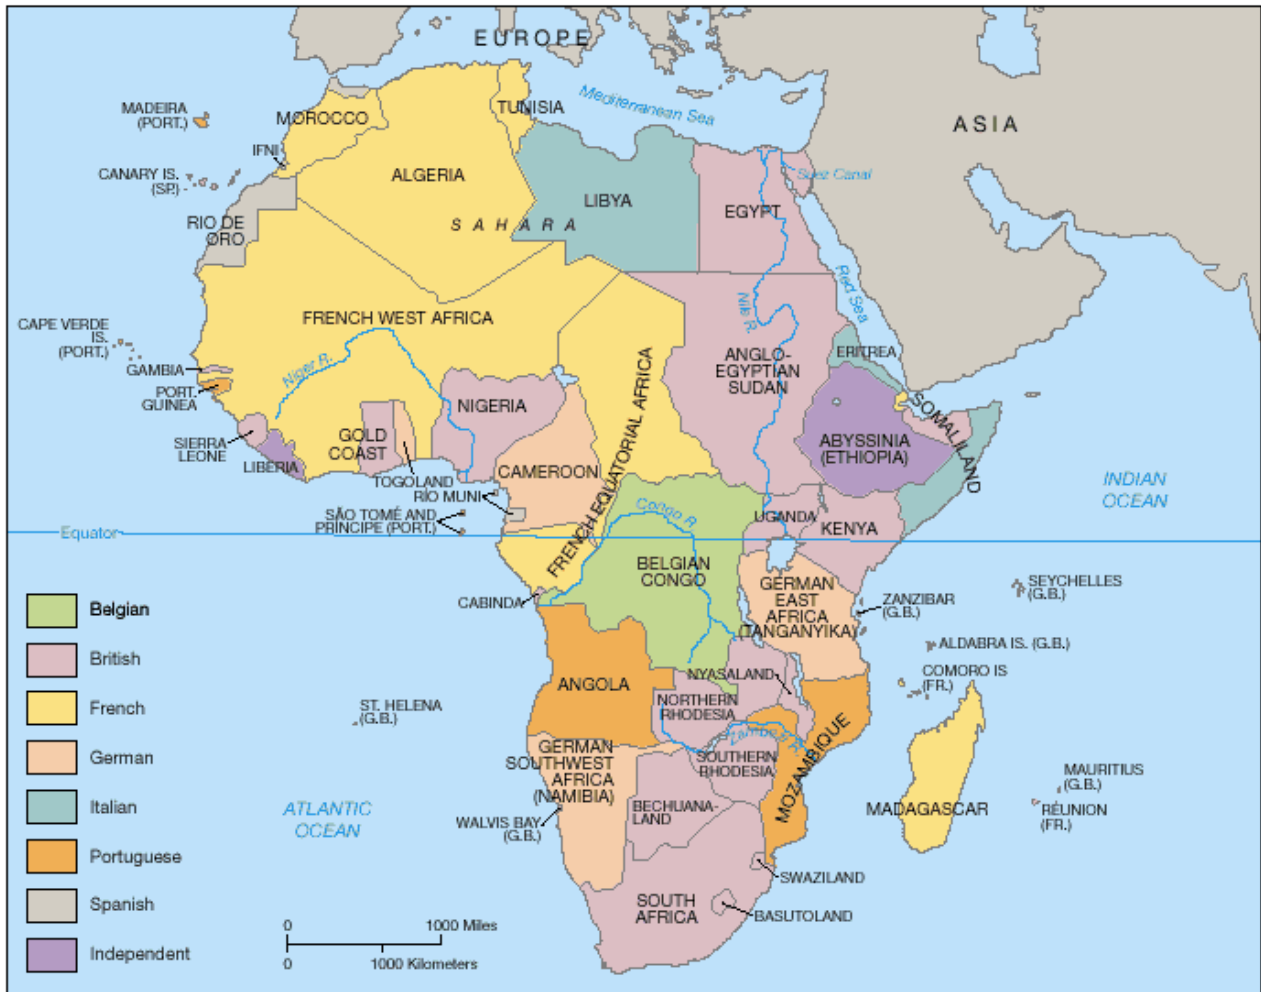 EUROPE
Mediterranean Sea
ASIA
MADEIRA
(PORT.)
MOROCCO
TUNISIA
IFNI
CANARY IS.
(SP.)
ALGERIA
LIBYA
EGYPT
Suez Canal
RIO DE
ORO
SAHARA
Red Sea
Nile R.
CAPE VERDE
IS.
(PORT.)
FRENCH WEST AFRICA
Niger R.
ANGLO-
EGYPTIAN
SUDAN
ERITREA
GAMBIA
PORT.
GUINEA
NIGERIA
FRENCH EQUATORIAL AFRICA
SOMALILAND
SIERRA
LEONE
LIBERIA
GOLD
COAST
TOGOLAND
CAMEROON
ABYSSINIA
(ETHIOPIA)
RÍO MUNI
SÃO TOMÉ AND
PRÍNCIPE (PORT.)
INDIAN
OCEAN
Congo R.
UGANDA
KENYA
Equator
BELGIAN
CONGO
CABINDA
GERMAN
EAST
AFRICA
(TANGANYIKA)
ZANZIBAR
(G.B.)
SEYCHELLES
(G.B.)
ALDABRA IS. (G.B.)
COMORO IS
(FR.)
ANGOLA
NYASALAND
NORTHERN
RHODESIA
ST. HELENA
(G.B.)
Zambezi R.
SOUTHERN
RHODESIA
MOZAMBIQUE
GERMAN
SOUTHWEST
AFRICA
(NAMIBIA)
BECHUANA-
LAND
WALVIS BAY
(G.B.)
MADAGASCAR
MAURITIUS
(G.B.)
RÉUNION
(FR.)
ATLANTIC
OCEAN
SWAZILAND
SOUTH
AFRICA
BASUTOLAND
Belgian
British
French
German
Italian
Portuguese
Spanish
Independent
0 1000 Miles
0 1000 Kilometers